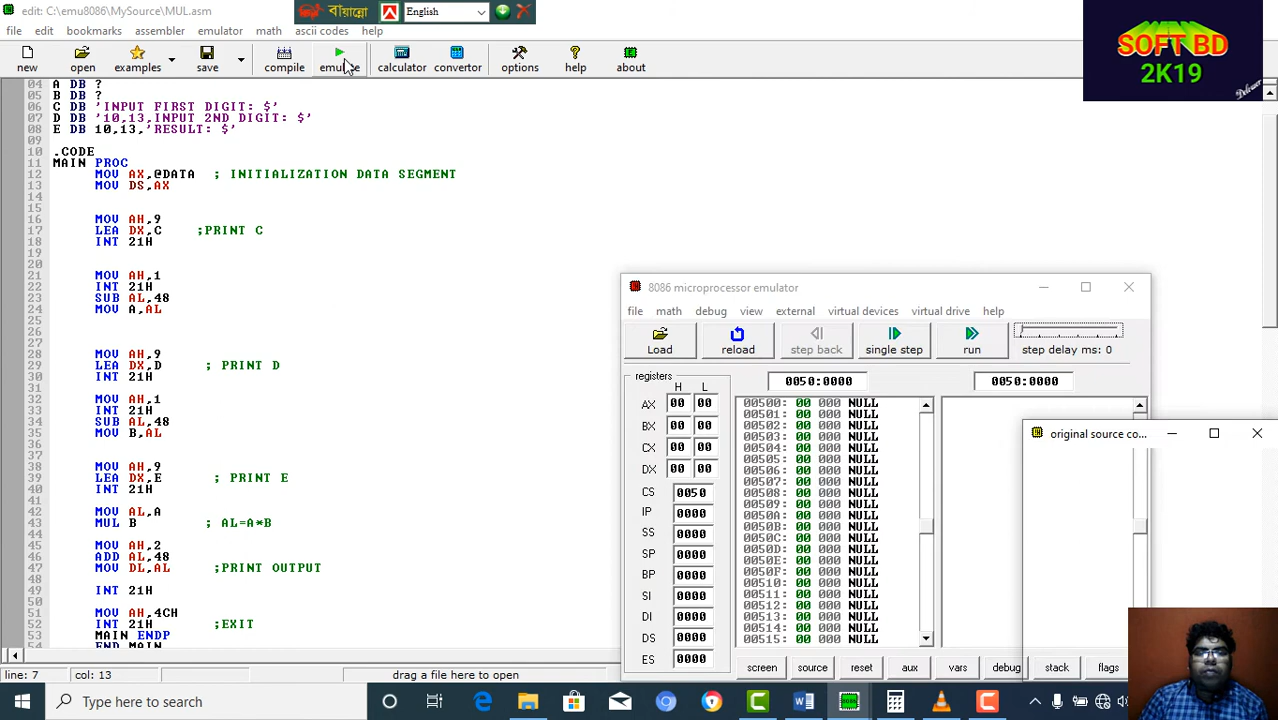 edit: C:\emu8086\MySource\MUL.asm
বায়ান্নো
English
file edit bookmarks assembler emulator math ascii codes help
new open examples save compile emulate calculator convertor options help about
SOFT BD
2K19
Delower
04 A DB ?
05 B DB ?
06 C DB 'INPUT FIRST DIGIT: $'
07 D DB '10,13,INPUT 2ND DIGIT: $'
08 E DB 10,13,'RESULT: $'
09
10 .CODE
11 MAIN PROC
12 MOV AX,@DATA ; INITIALIZATION DATA SEGMENT
13 MOV DS,AX
14
15
16 MOV AH,9
17 LEA DX,C ;PRINT C
18 INT 21H
19
20
21 MOV AH,1
22 INT 21H
23 SUB AL,48
24 MOV A,AL
25
26
27
28 MOV AH,9
29 LEA DX,D ; PRINT D
30 INT 21H
31
32 MOV AH,1
33 INT 21H
34 SUB AL,48
35 MOV B,AL
36
37
38 MOV AH,9
39 LEA DX,E ; PRINT E
40 INT 21H
41
42 MOV AL,A
43 MUL B ; AL=A*B
44
45 MOV AH,2
46 ADD AL,48
47 MOV DL,AL ;PRINT OUTPUT
48
49 INT 21H
50
51 MOV AH,4CH
52 INT 21H ;EXIT
53 MAIN ENDP
54 END MAIN
line: 7 col: 13 drag a file here to open
8086 microprocessor emulator
file math debug view external virtual devices virtual drive help
Load reload step back single step run step delay ms: 0
registers 0050:0000 0050:0000
H L
AX 00 00
BX 00 00
CX 00 00
DX 00 00
CS 0050
IP 0000
SS 0000
SP 0000
BP 0000
SI 0000
DI 0000
DS 0000
ES 0000
00500: 00 000 NULL
00501: 00 000 NULL
00502: 00 000 NULL
00503: 00 000 NULL
00504: 00 000 NULL
00505: 00 000 NULL
00506: 00 000 NULL
00507: 00 000 NULL
00508: 00 000 NULL
00509: 00 000 NULL
0050A: 00 000 NULL
0050B: 00 000 NULL
0050C: 00 000 NULL
0050D: 00 000 NULL
0050E: 00 000 NULL
0050F: 00 000 NULL
00510: 00 000 NULL
00511: 00 000 NULL
00512: 00 000 NULL
00513: 00 000 NULL
00514: 00 000 NULL
00515: 00 000 NULL
original source co...
screen source reset aux vars debug stack flags
Type here to search